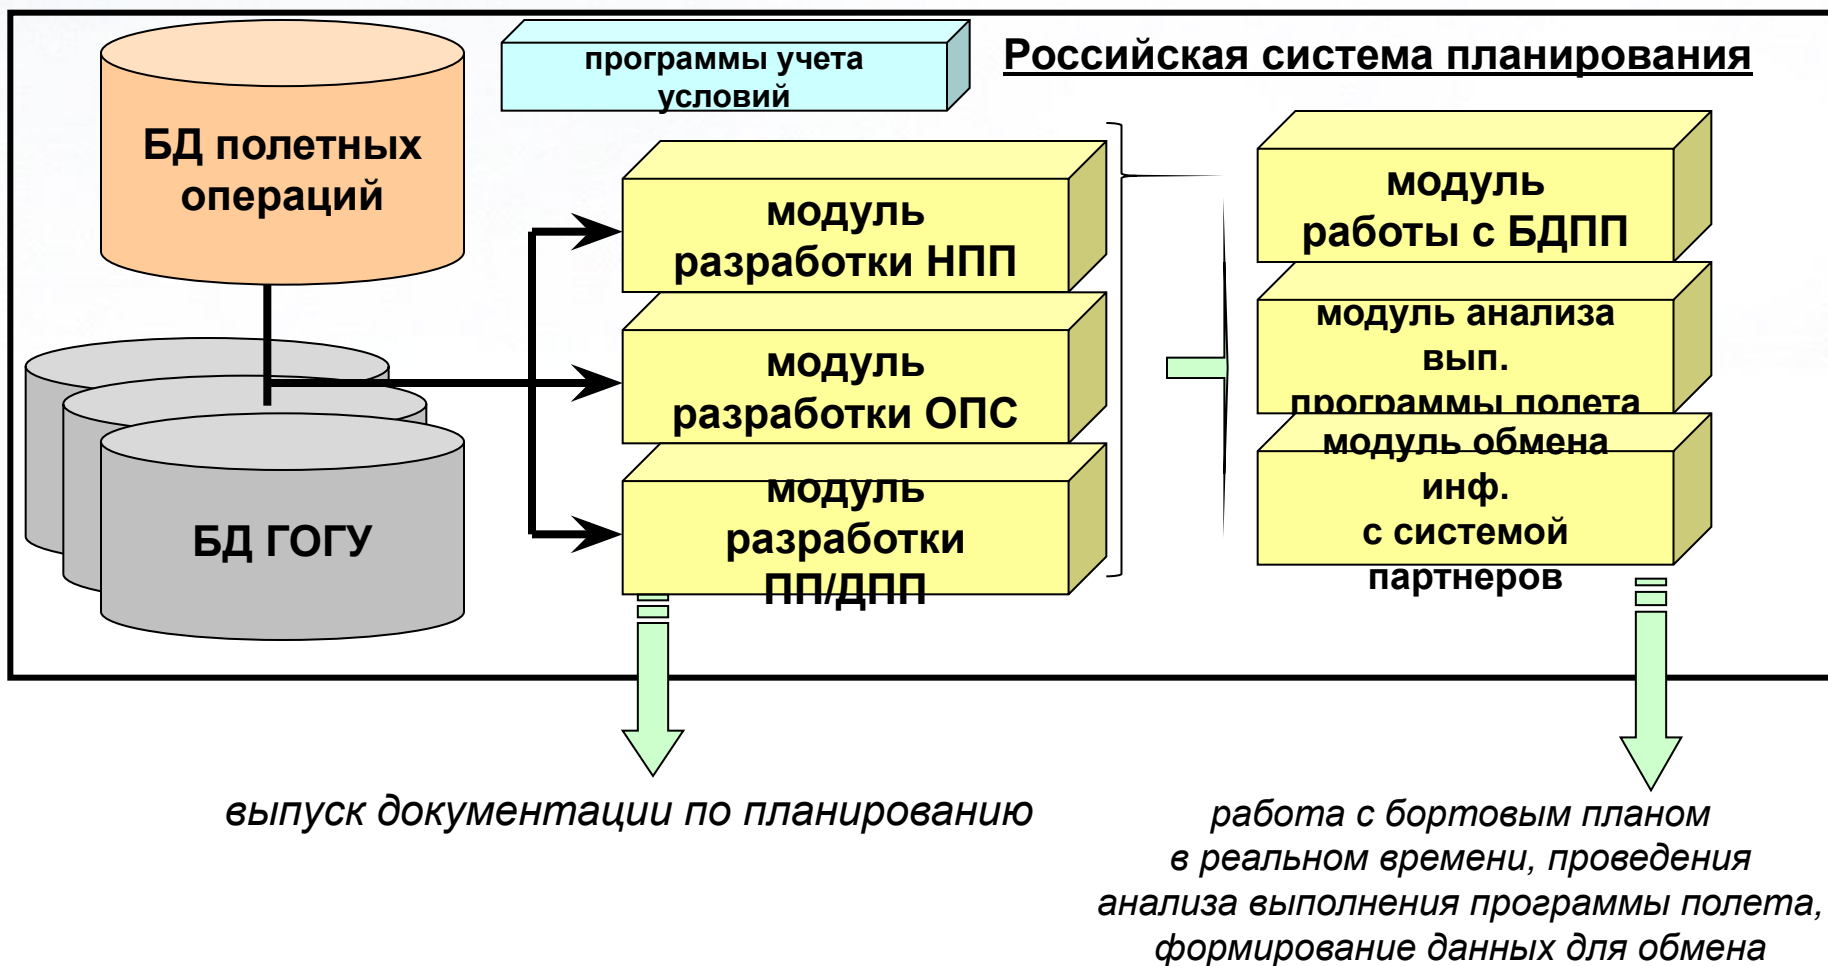 Российская система планирования
программы учета
условий
БД полетных
операций
БД ГОГУ
модуль
разработки НПП
модуль
разработки ОПС
модуль
разработки
ПП/ДПП
модуль
работы с БДПП
модуль анализа
вып.
программы полета
модуль обмена
инф.
с системой
партнеров
выпуск документации по планированию
работа с бортовым планом
в реальном времени, проведения
анализа выполнения программы полета,
формирование данных для обмена